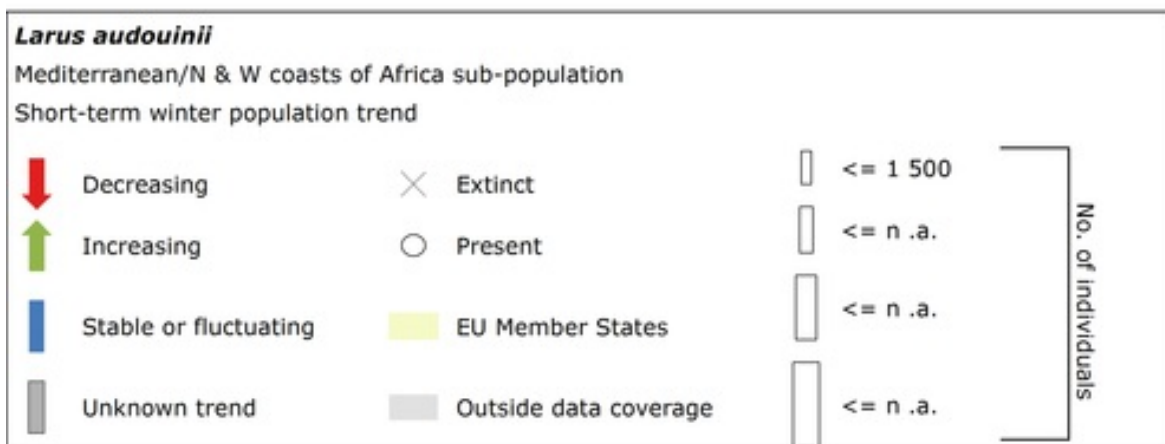 Larus audouinii
Mediterranean/N & W coasts of Africa sub-population
Short-term winter population trend
Decreasing
Increasing
Stable or fluctuating
Unknown trend
Extinct
Present
EU Member States
Outside data coverage
<= 1 500
<= n .a.
<= n .a.
<= n .a.
No. of individuals